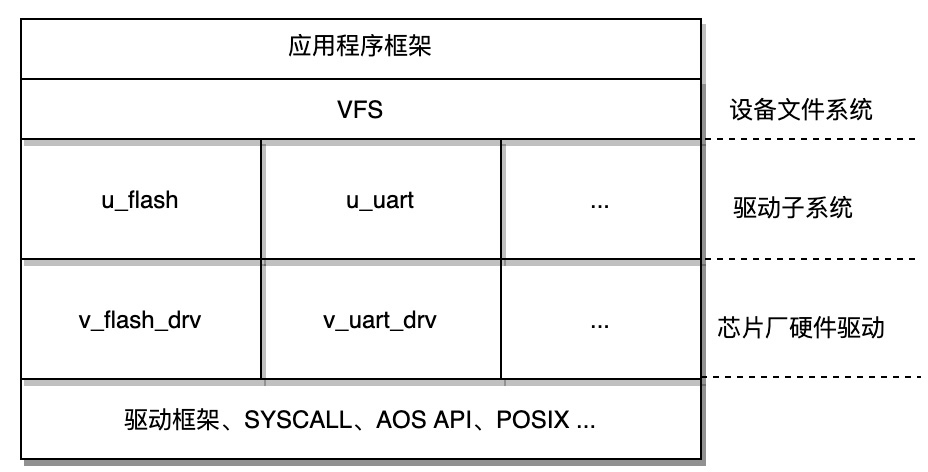 应用程序框架
VFS
设备文件系统
u_flash
u_uart
...
驱动子系统
v_flash_drv
v_uart_drv
...
芯片厂硬件驱动
驱动框架、SYSCALL、AOS API、POSIX ...